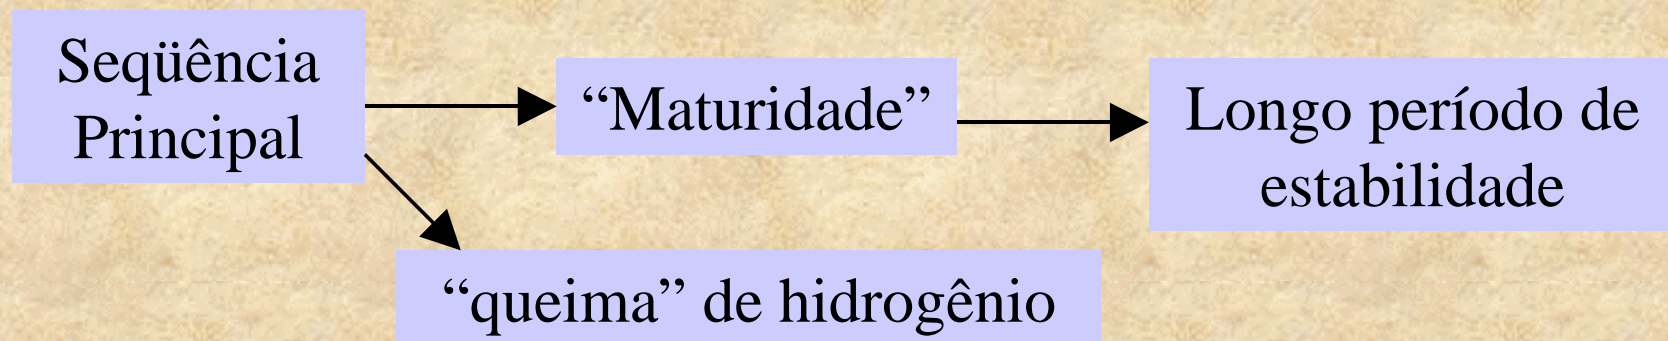 Seqüência
Principal
“Maturidade”
Longo período de
estabilidade
“queima” de hidrogênio